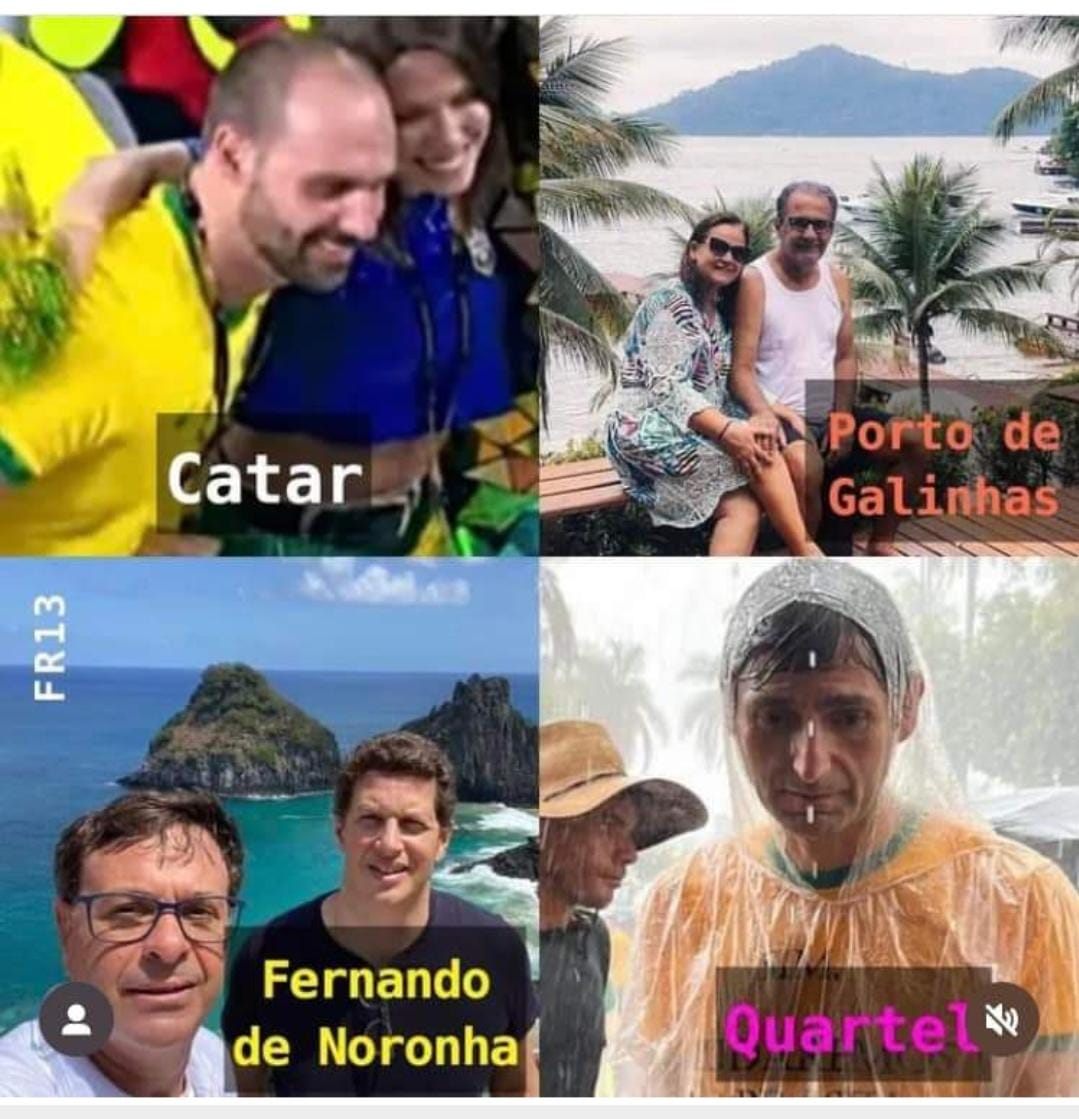 Catar
Porto de
Galinhas
FR13
Fernando
de Noronha
Quartel